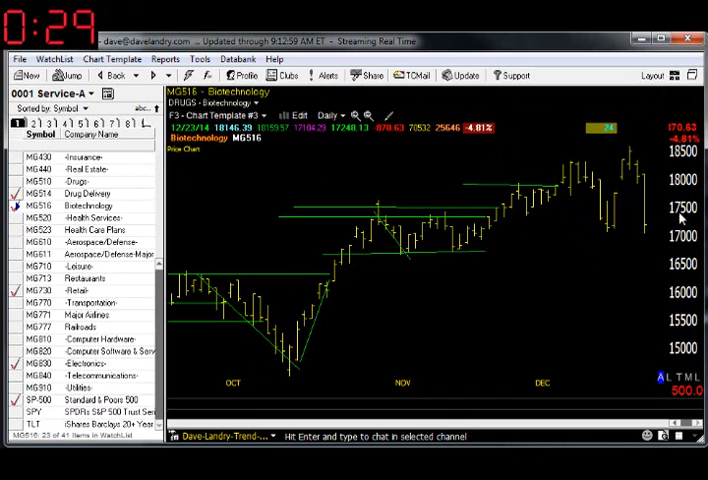 0:29
- dave@davelandry.com ... Updated through 9:12:59 AM ET - Streaming Real Time
File WatchList Chart Template Reports Tools Databank Help
New Jump Back Profile Clubs Alerts Share TCMail Update Support Layout
0001 Service-A
Sorted by: Symbol abc..
1 2 3 4 5 6 7 8
Symbol Company Name
MG430 -Insurance-
MG440 -Real Estate-
MG510 -Drugs-
MG514 Drug Delivery
MG516 Biotechnology
MG520 -Health Services-
MG523 Health Care Plans
MG610 -Aerospace/Defense-
MG611 Aerospace/Defense-Major
MG710 -Leisure-
MG713 Restaurants
MG730 -Retail-
MG770 -Transportation-
MG771 Major Airlines
MG777 Railroads
MG810 -Computer Hardware-
MG820 -Computer Software & Serv
MG830 -Electronics-
MG840 -Telecommunications-
MG910 -Utilities-
SP-500 Standard & Poors 500
SPY SPDRs S&P 500 Trust Ser
TLT iShares Barclays 20+ Year
MG516: 23 of 41 items in WatchList
MG516 - Biotechnology
DRUGS - Biotechnology
F3 - Chart Template #3 Edit Daily
12/23/14 18146.39 18159.57 17104.29 17248.13 -870.63 70532 25646 -4.81% 24
Biotechnology MG516
Price Chart
-4.81%
18500
18000
17500
17000
16500
16000
15500
15000
OCT NOV DEC
A L T M L
500.0
Dave-Landry-Trend-... Hit Enter and type to chat in selected channel